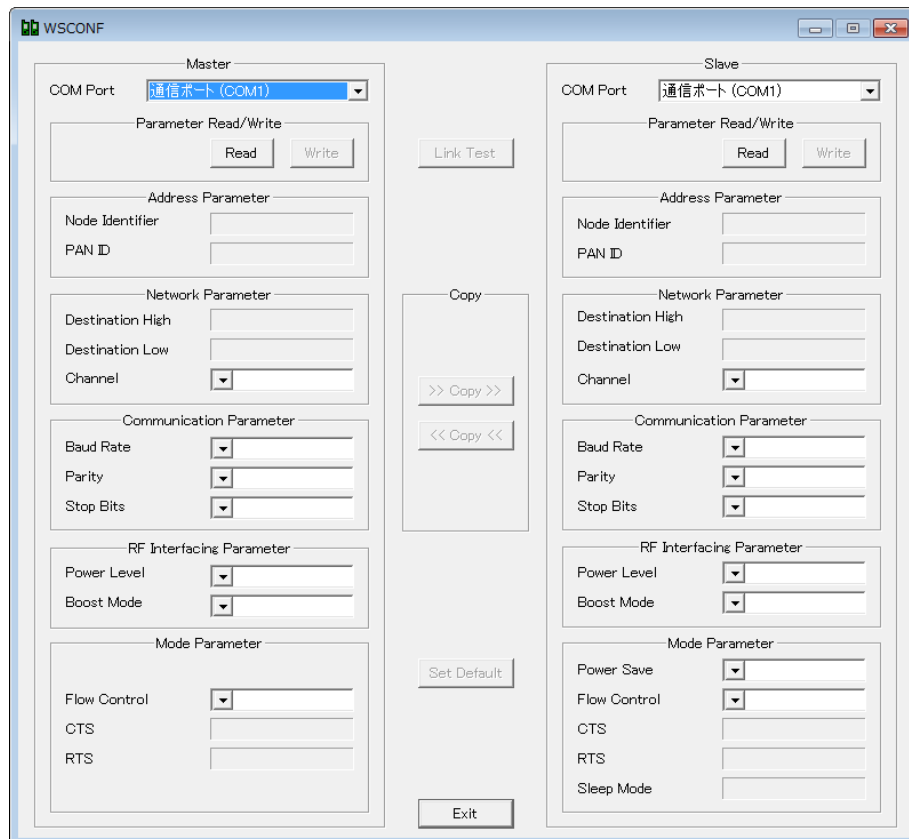 WSCONF
Master
COM Port 通信ポート (COM1)
Parameter Read/Write
Read Write
Address Parameter
Node Identifier
PAN ID
Network Parameter
Destination High
Destination Low
Channel
Communication Parameter
Baud Rate
Parity
Stop Bits
RF Interfacing Parameter
Power Level
Boost Mode
Mode Parameter
Flow Control
CTS
RTS
Link Test
Copy
>> Copy >>
<< Copy <<
Set Default
Exit
Slave
COM Port 通信ポート (COM1)
Parameter Read/Write
Read Write
Address Parameter
Node Identifier
PAN ID
Network Parameter
Destination High
Destination Low
Channel
Communication Parameter
Baud Rate
Parity
Stop Bits
RF Interfacing Parameter
Power Level
Boost Mode
Mode Parameter
Power Save
Flow Control
CTS
RTS
Sleep Mode